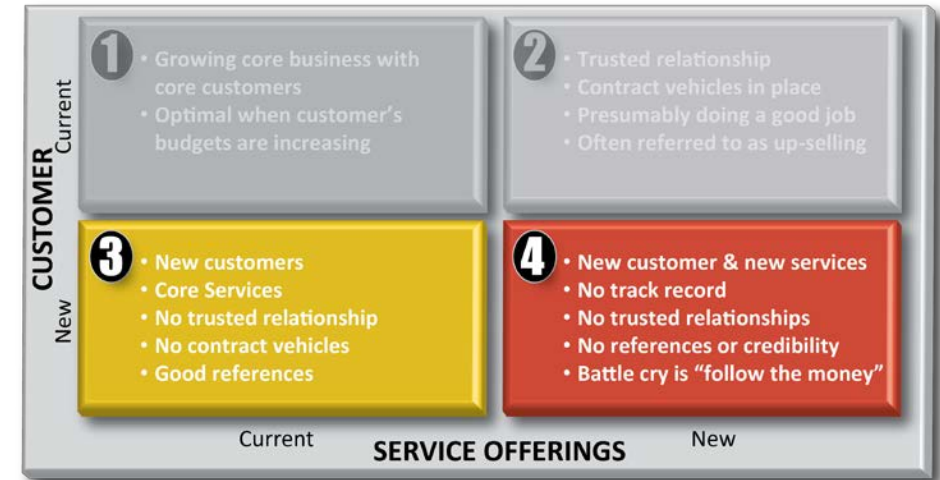 CUSTOMER
Current
New
1
• Growing core business with
core customers
• Optimal when customer's
budgets are increasing
2
• Trusted relationship
• Contract vehicles in place
• Presumably doing a good job
• Often referred to as up-selling
3
• New customers
• Core Services
• No trusted relationship
• No contract vehicles
• Good references
4
• New customer & new services
• No track record
• No trusted relationships
• No references or credibility
• Battle cry is “follow the money”
Current
New
SERVICE OFFERINGS